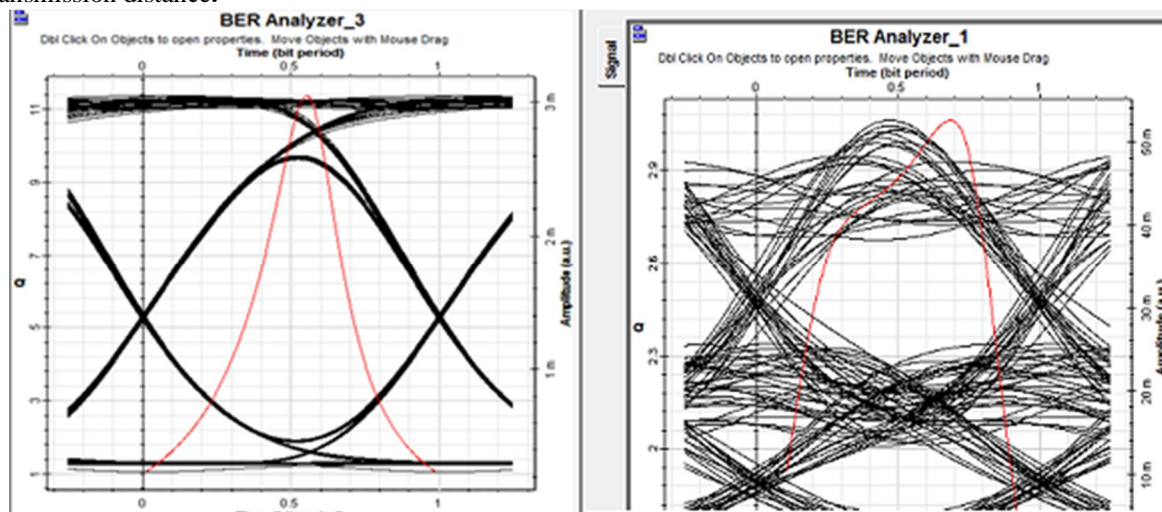 transmission distance.
BER Analyzer_3
Dbl Click On Objects to open properties. Move Objects with Mouse Drag
Time (bit period)
0 0.5 1
Q
11
9
7
5
3
1
Amplitude (a.u.)
3 m
2 m
1 m
0 0.5 1
Signal
BER Analyzer_1
Dbl Click On Objects to open properties. Move Objects with Mouse Drag
Time (bit period)
0 0.5 1
Q
2.9
2.6
2.3
2
Amplitude (a.u.)
50 m
40 m
30 m
20 m
10 m